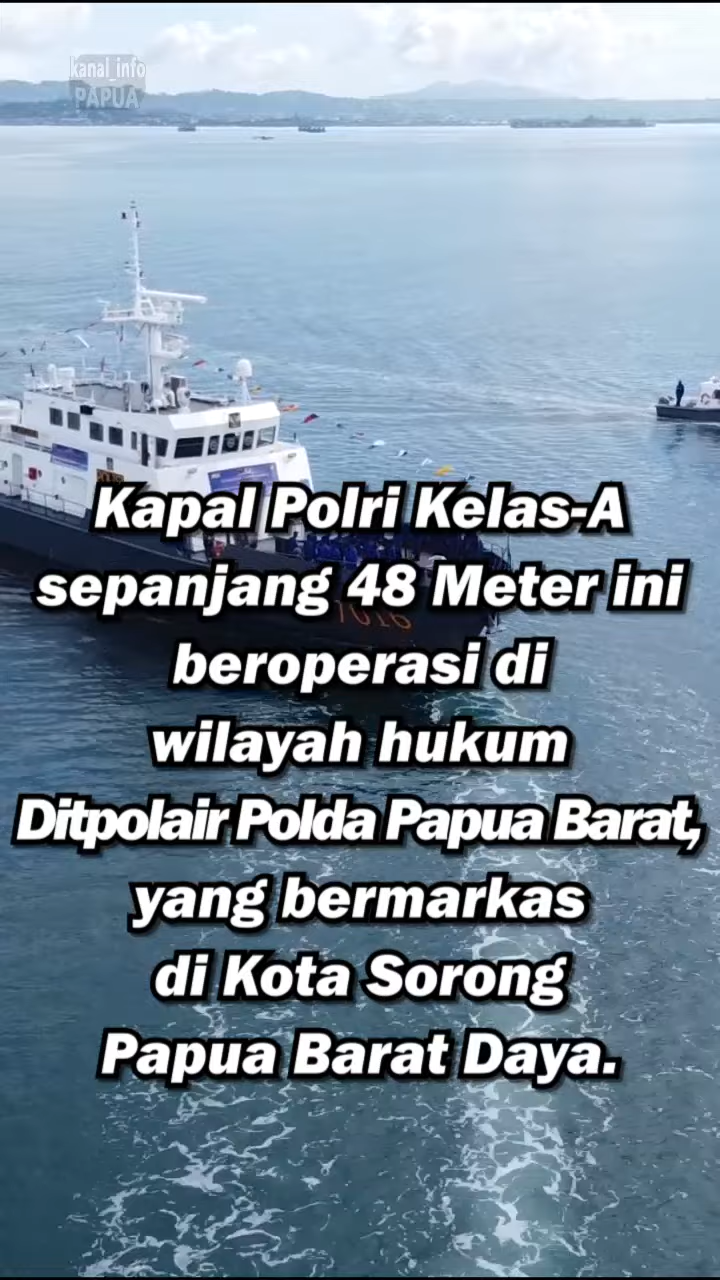 kanal_info
PAPUA
Kapal Polri Kelas-A
sepanjang 48 Meter ini
beroperasi di
wilayah hukum
Ditpolair Polda Papua Barat,
yang bermarkas
di Kota Sorong
Papua Barat Daya.